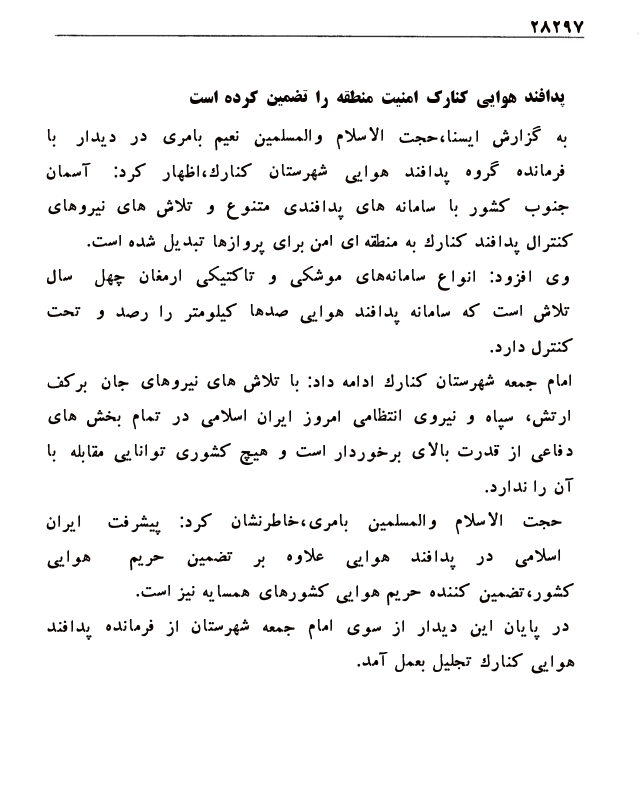 ۲۸۲۹۷
پدافند هوایی کنارک امنیت منطقه را تضمین کرده است
به گزارش ایسنا،حجت الاسلام والمسلمین نعیم بامری در دیدار با
فرمانده گروه پدافند هوایی شهرستان کنارك،اظهار کرد: آسمان
جنوب کشور با سامانه های پدافندی متنوع و تلاش های نیروهای
کنترل پدافند کنارك به منطقه ای امن برای پروازها تبدیل شده است.
وی افزود: انواع سامانه‌های موشکی و تاکتیکی ارمغان چهل سال
تلاش است که سامانه پدافند هوایی صدها کیلومتر را رصد و تحت
کنترل دارد.
امام جمعه شهرستان کنارك ادامه داد: با تلاش های نیروهای جان برکف
ارتش، سپاه و نیروی انتظامی امروز ایران اسلامی در تمام بخش های
دفاعی از قدرت بالای برخوردار است و هیچ کشوری توانایی مقابله با
آن را ندارد.
حجت الاسلام والمسلمین بامری،خاطرنشان کرد: پیشرفت ایران
اسلامی در پدافند هوایی علاوه بر تضمین حریم هوایی
کشور،تضمین کننده حریم هوایی کشورهای همسایه نیز است.
در پایان این دیدار از سوی امام جمعه شهرستان از فرمانده پدافند
هوایی کنارك تجلیل بعمل آمد.